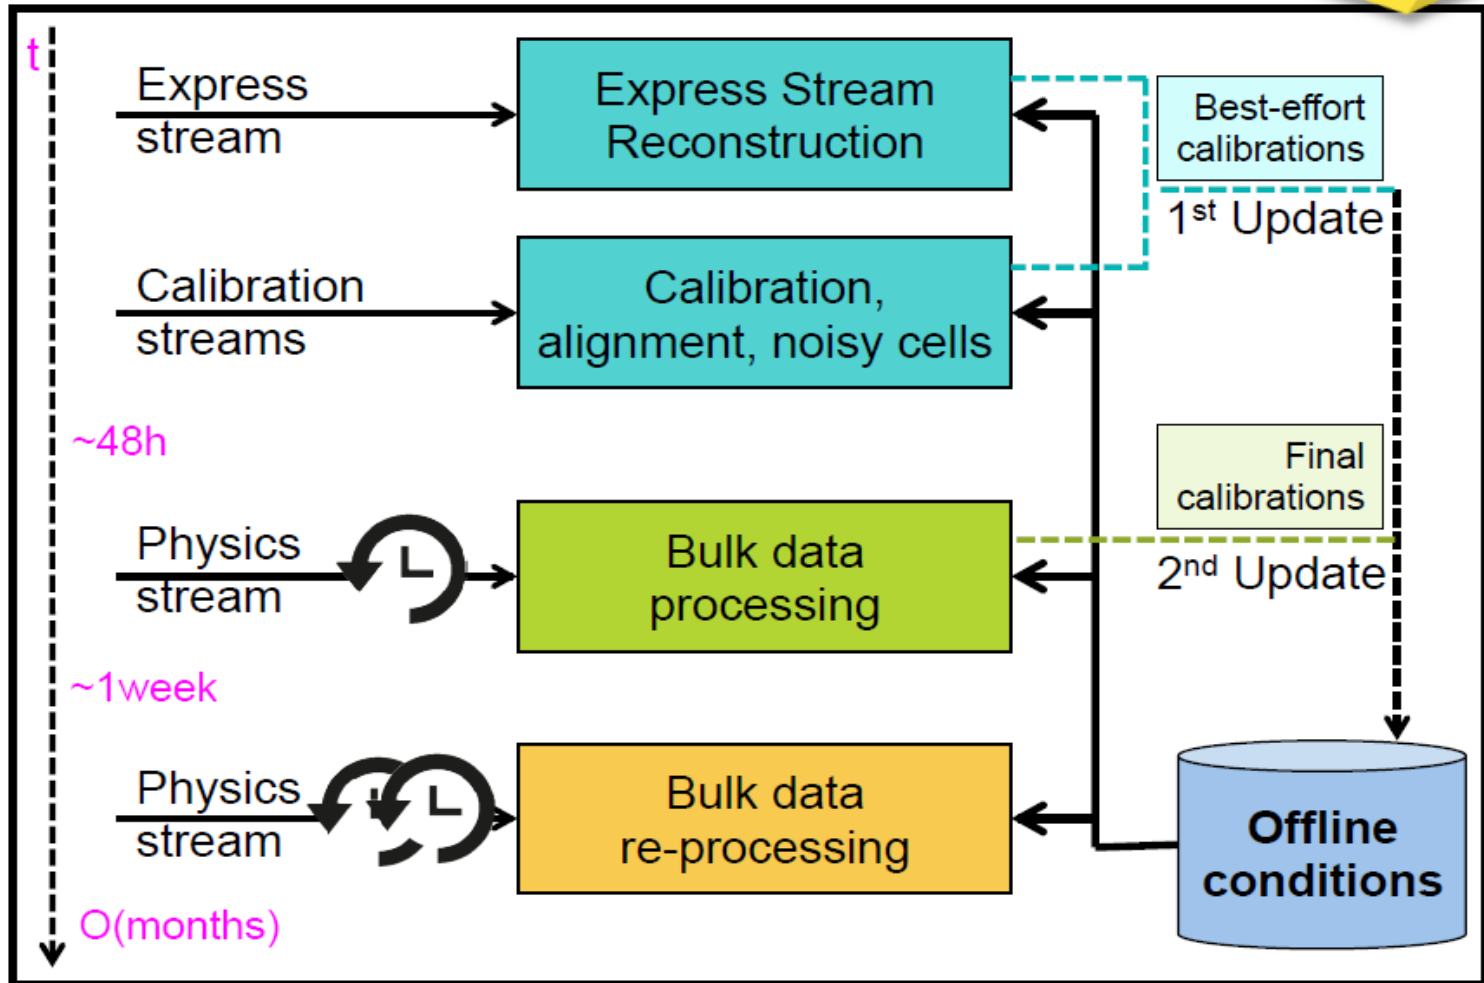 t
Express
stream
Express Stream
Reconstruction
Best-effort
calibrations
1st Update
Calibration
streams
Calibration,
alignment, noisy cells
~48h
Final
calibrations
Physics
stream
Bulk data
processing
2nd Update
~1week
Physics
stream
Bulk data
re-processing
Offline
conditions
O(months)